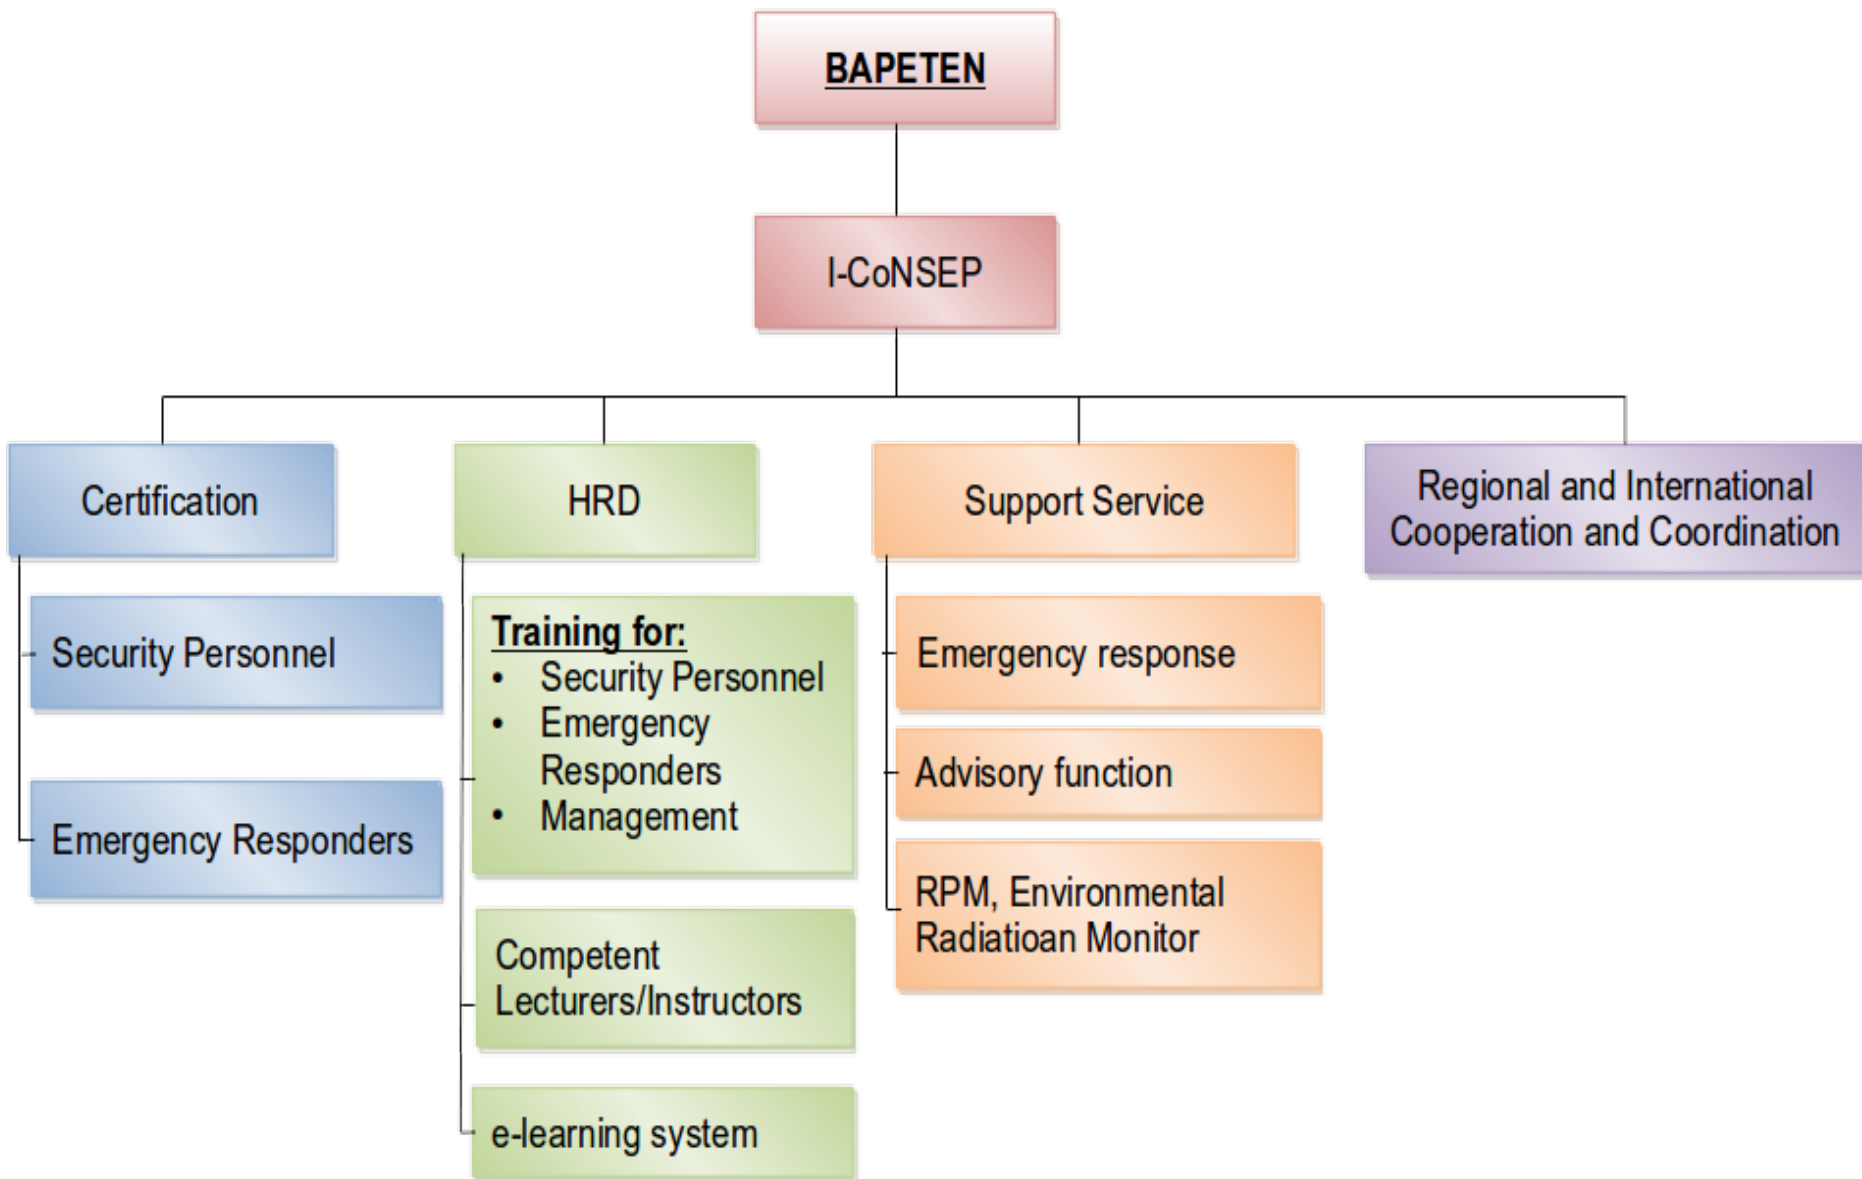 BAPETEN
I-CoNSEP
Certification
HRD
Support Service
Regional and International
Cooperation and Coordination
Security Personnel
Emergency Responders
Training for:
• Security Personnel
• Emergency
Responders
• Management
Competent
Lecturers/Instructors
e-learning system
Emergency response
Advisory function
RPM, Environmental
Radiatioan Monitor